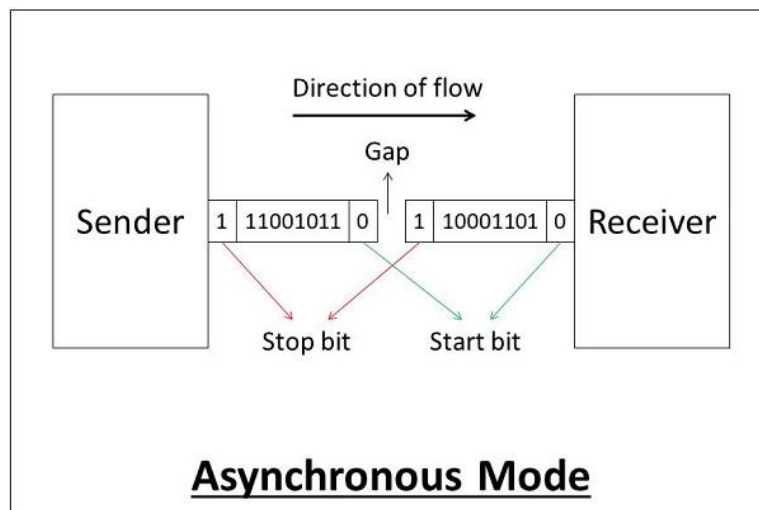 Direction of flow
Gap
Sender
1 11001011 0
1 10001101 0
Receiver
Stop bit
Start bit
Asynchronous Mode